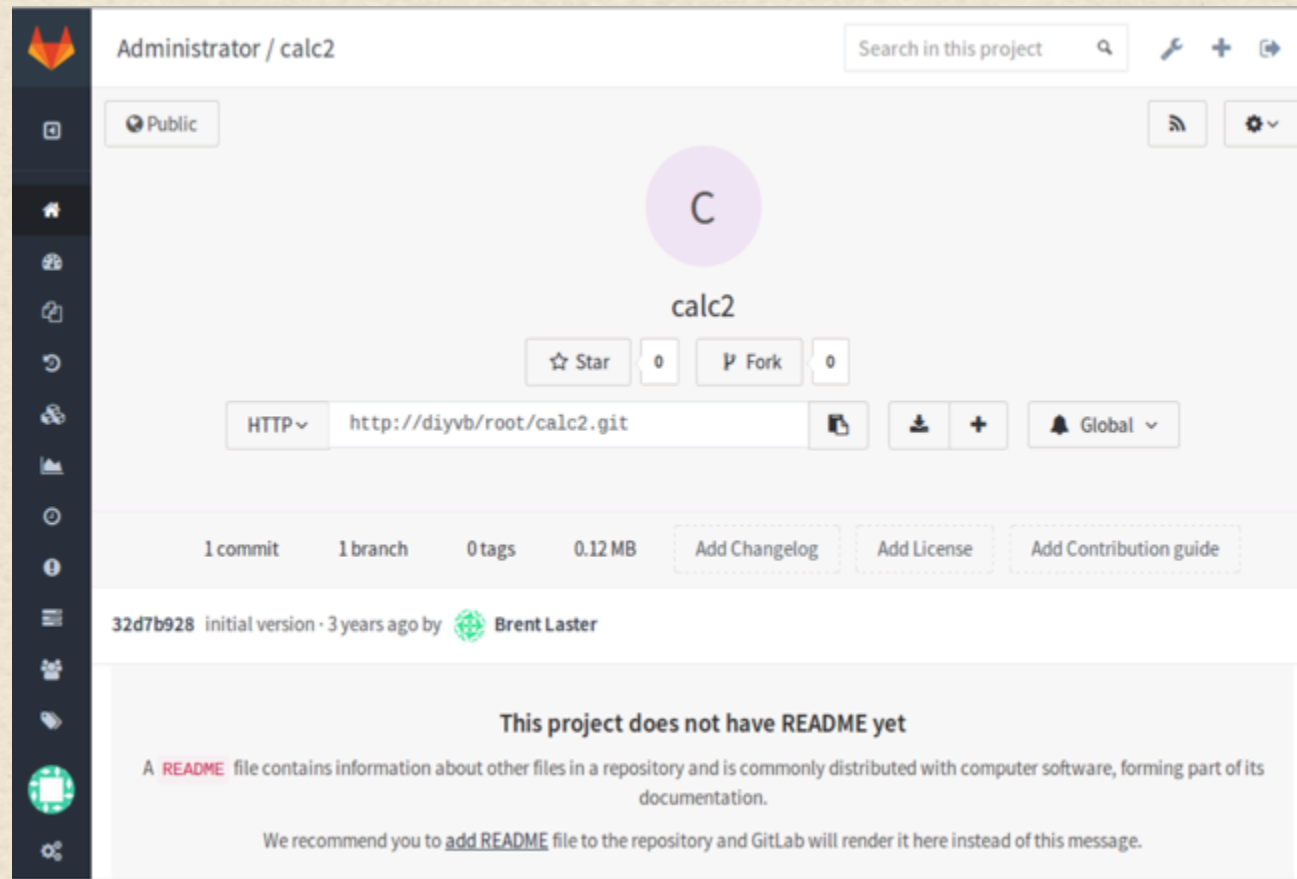 Administrator / calc2
Search in this project
Public
C
calc2
Star 0 Fork 0
HTTP http://diyvb/root/calc2.git Global
1 commit 1 branch 0 tags 0.12 MB Add Changelog Add License Add Contribution guide
32d7b928 initial version · 3 years ago by Brent Laster
This project does not have README yet
A README file contains information about other files in a repository and is commonly distributed with computer software, forming part of its
documentation.
We recommend you to add README file to the repository and GitLab will render it here instead of this message.